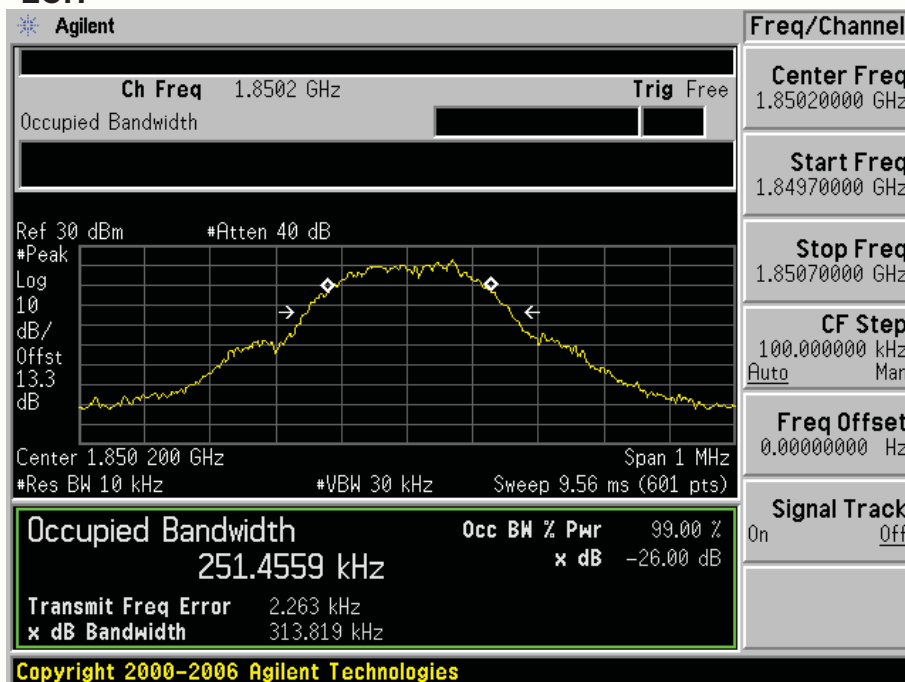 Agilent
Freq/Channel
Ch Freq 1.8502 GHz Trig Free
Occupied Bandwidth
Center Freq
1.85020000 GHz
Start Freq
1.84970000 GHz
Stop Freq
1.85070000 GHz
CF Step
100.000000 kHz
Auto Man
Freq Offset
0.00000000 Hz
Signal Track
On Off
Ref 30 dBm #Atten 40 dB
#Peak
Log
10
dB/
Offst
13.3
dB
Center 1.850 200 GHz Span 1 MHz
#Res BW 10 kHz #VBW 30 kHz Sweep 9.56 ms (601 pts)
Occupied Bandwidth
251.4559 kHz
Occ BW % Pwr 99.00 %
x dB -26.00 dB
Transmit Freq Error 2.263 kHz
x dB Bandwidth 313.819 kHz
Copyright 2000-2006 Agilent Technologies